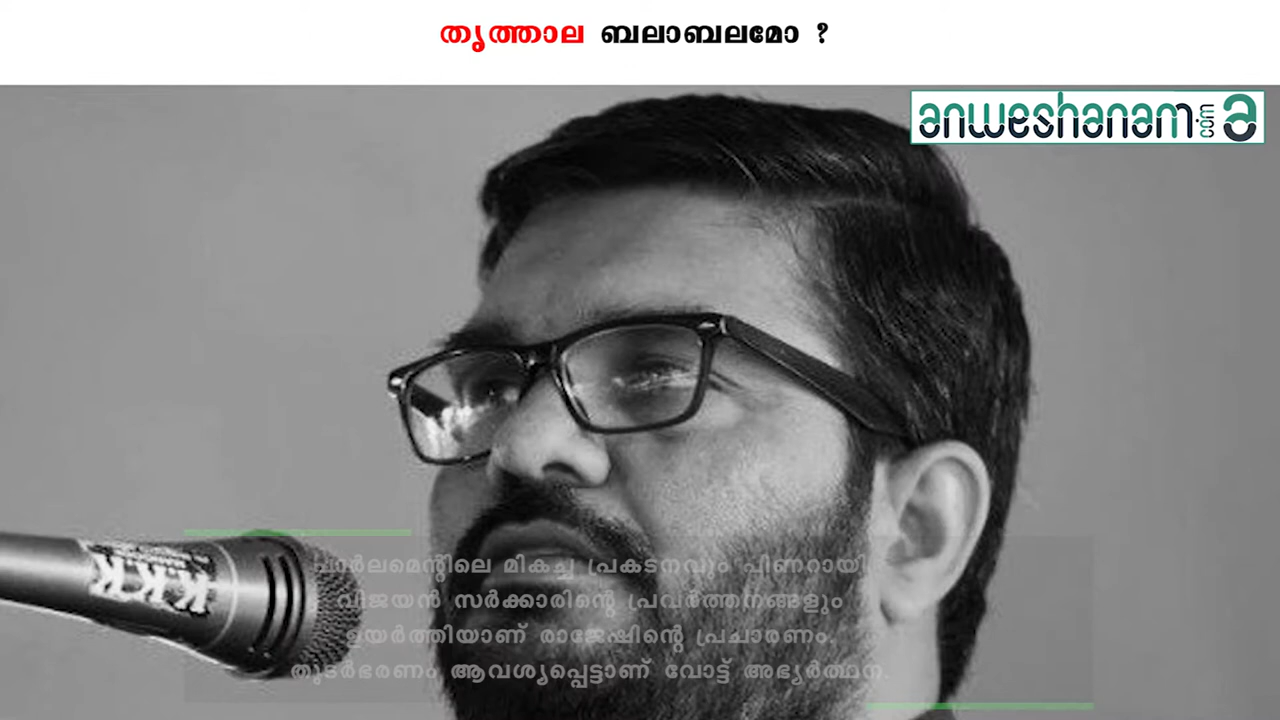 തൃത്താല ബലാബലമോ ?
anweshanam.com a
K.K.R
പാർലമെന്റിലെ മികച്ച പ്രകടനവും പിണറായി
വിജയൻ സർക്കാരിന്റെ പ്രവർത്തനങ്ങളും
ഉയർത്തിയാണ് രാജേഷിന്റെ പ്രചാരണം.
തുടർഭരണം ആവശ്യപ്പെട്ടാണ് വോട്ട് അഭ്യർത്ഥന.